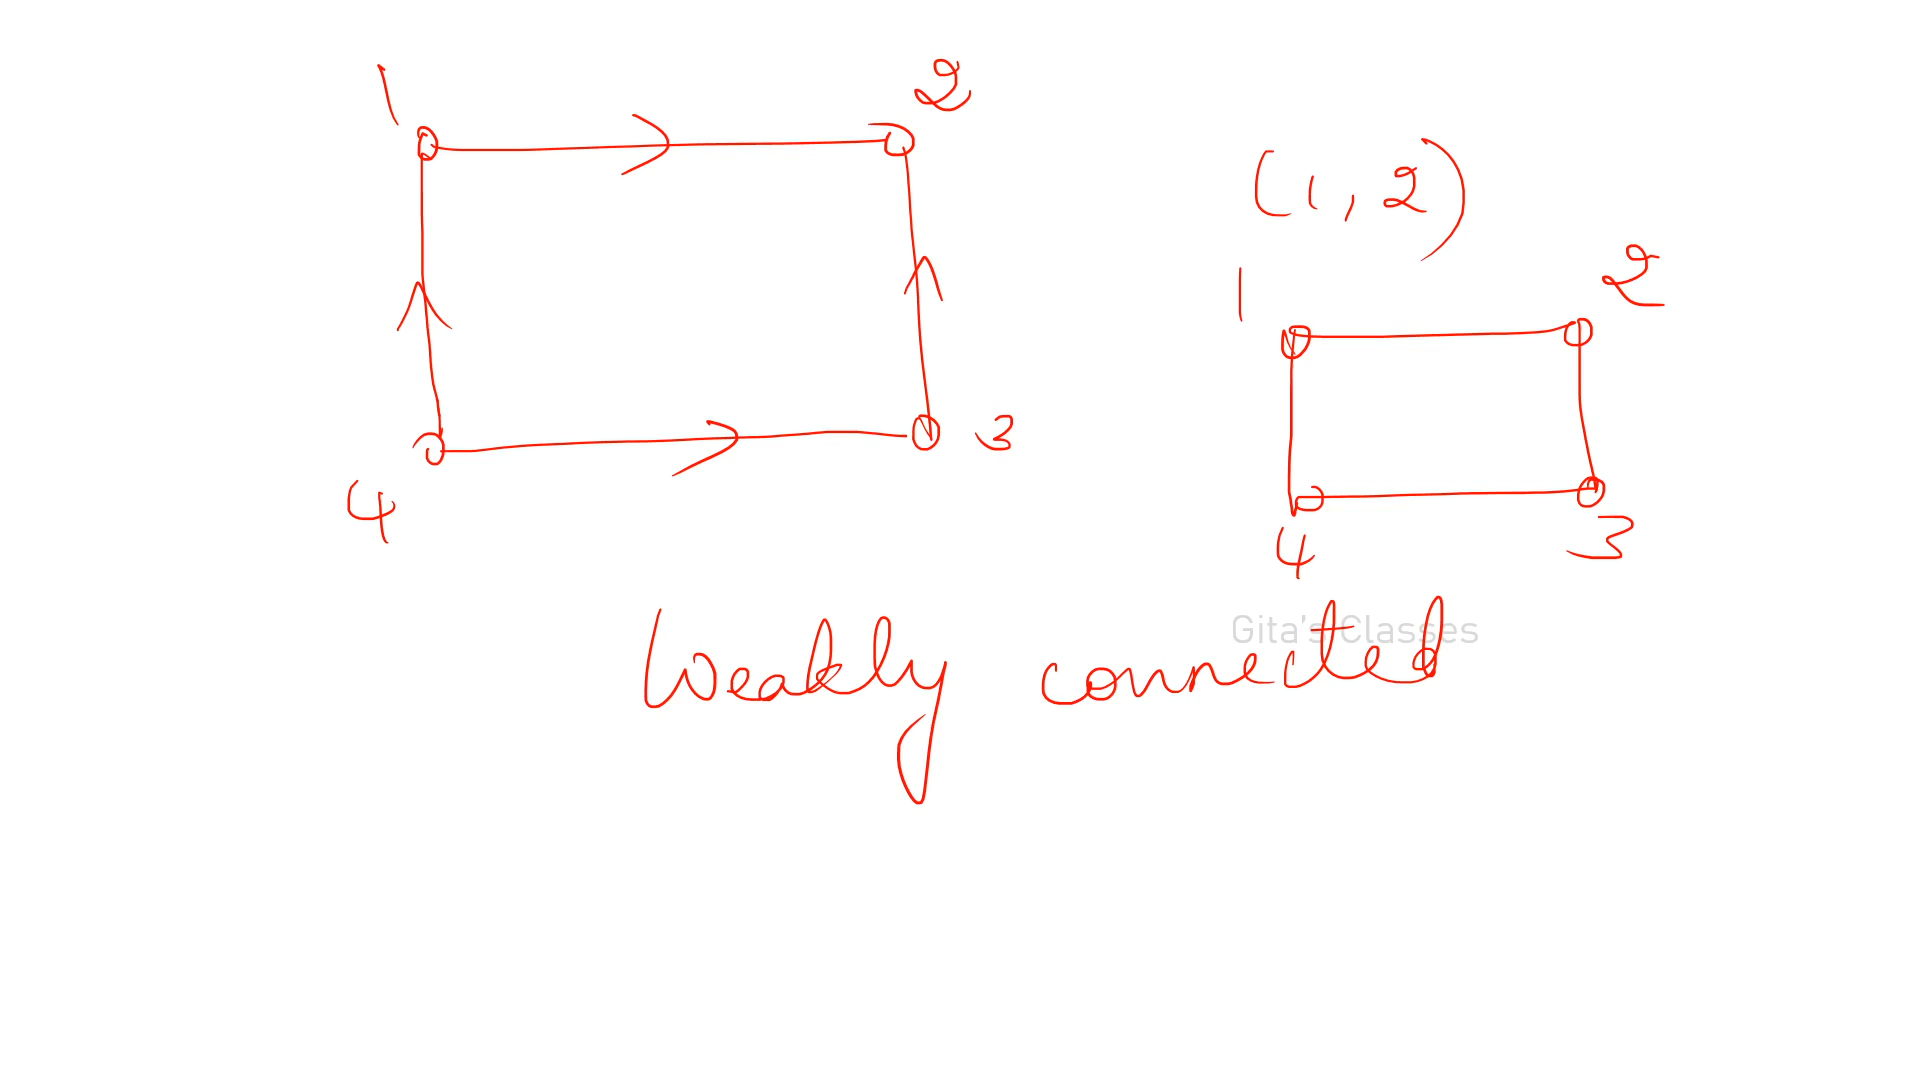 1 2
4 3
(1, 2)
1 2
4 3
Weakly connected
Gita's Classes